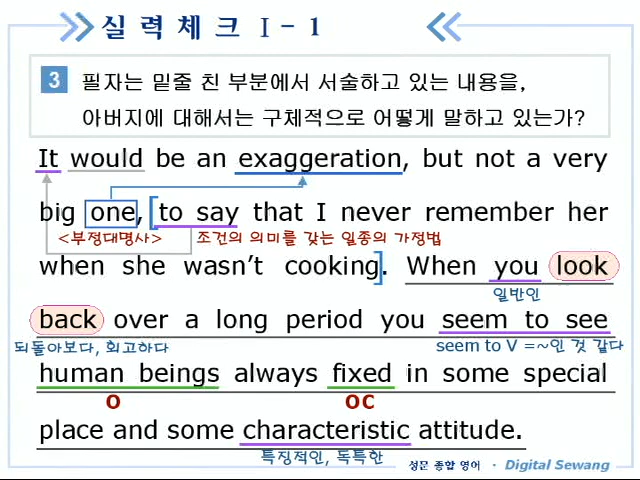 실 력 체 크 I - 1
3 필자는 밑줄 친 부분에서 서술하고 있는 내용을,
아버지에 대해서는 구체적으로 어떻게 말하고 있는가?
It would be an exaggeration, but not a very
big one, [to say that I never remember her
<부정대명사> 조건의 의미를 갖는 일종의 가정법
when she wasn't cooking]. When you look
일반인
back over a long period you seem to see
되돌아보다, 회고하다 seem to V =~인 것 같다
human beings always fixed in some special
O OC
place and some characteristic attitude.
특징적인, 독특한
성문 종합 영어 · Digital Sewang